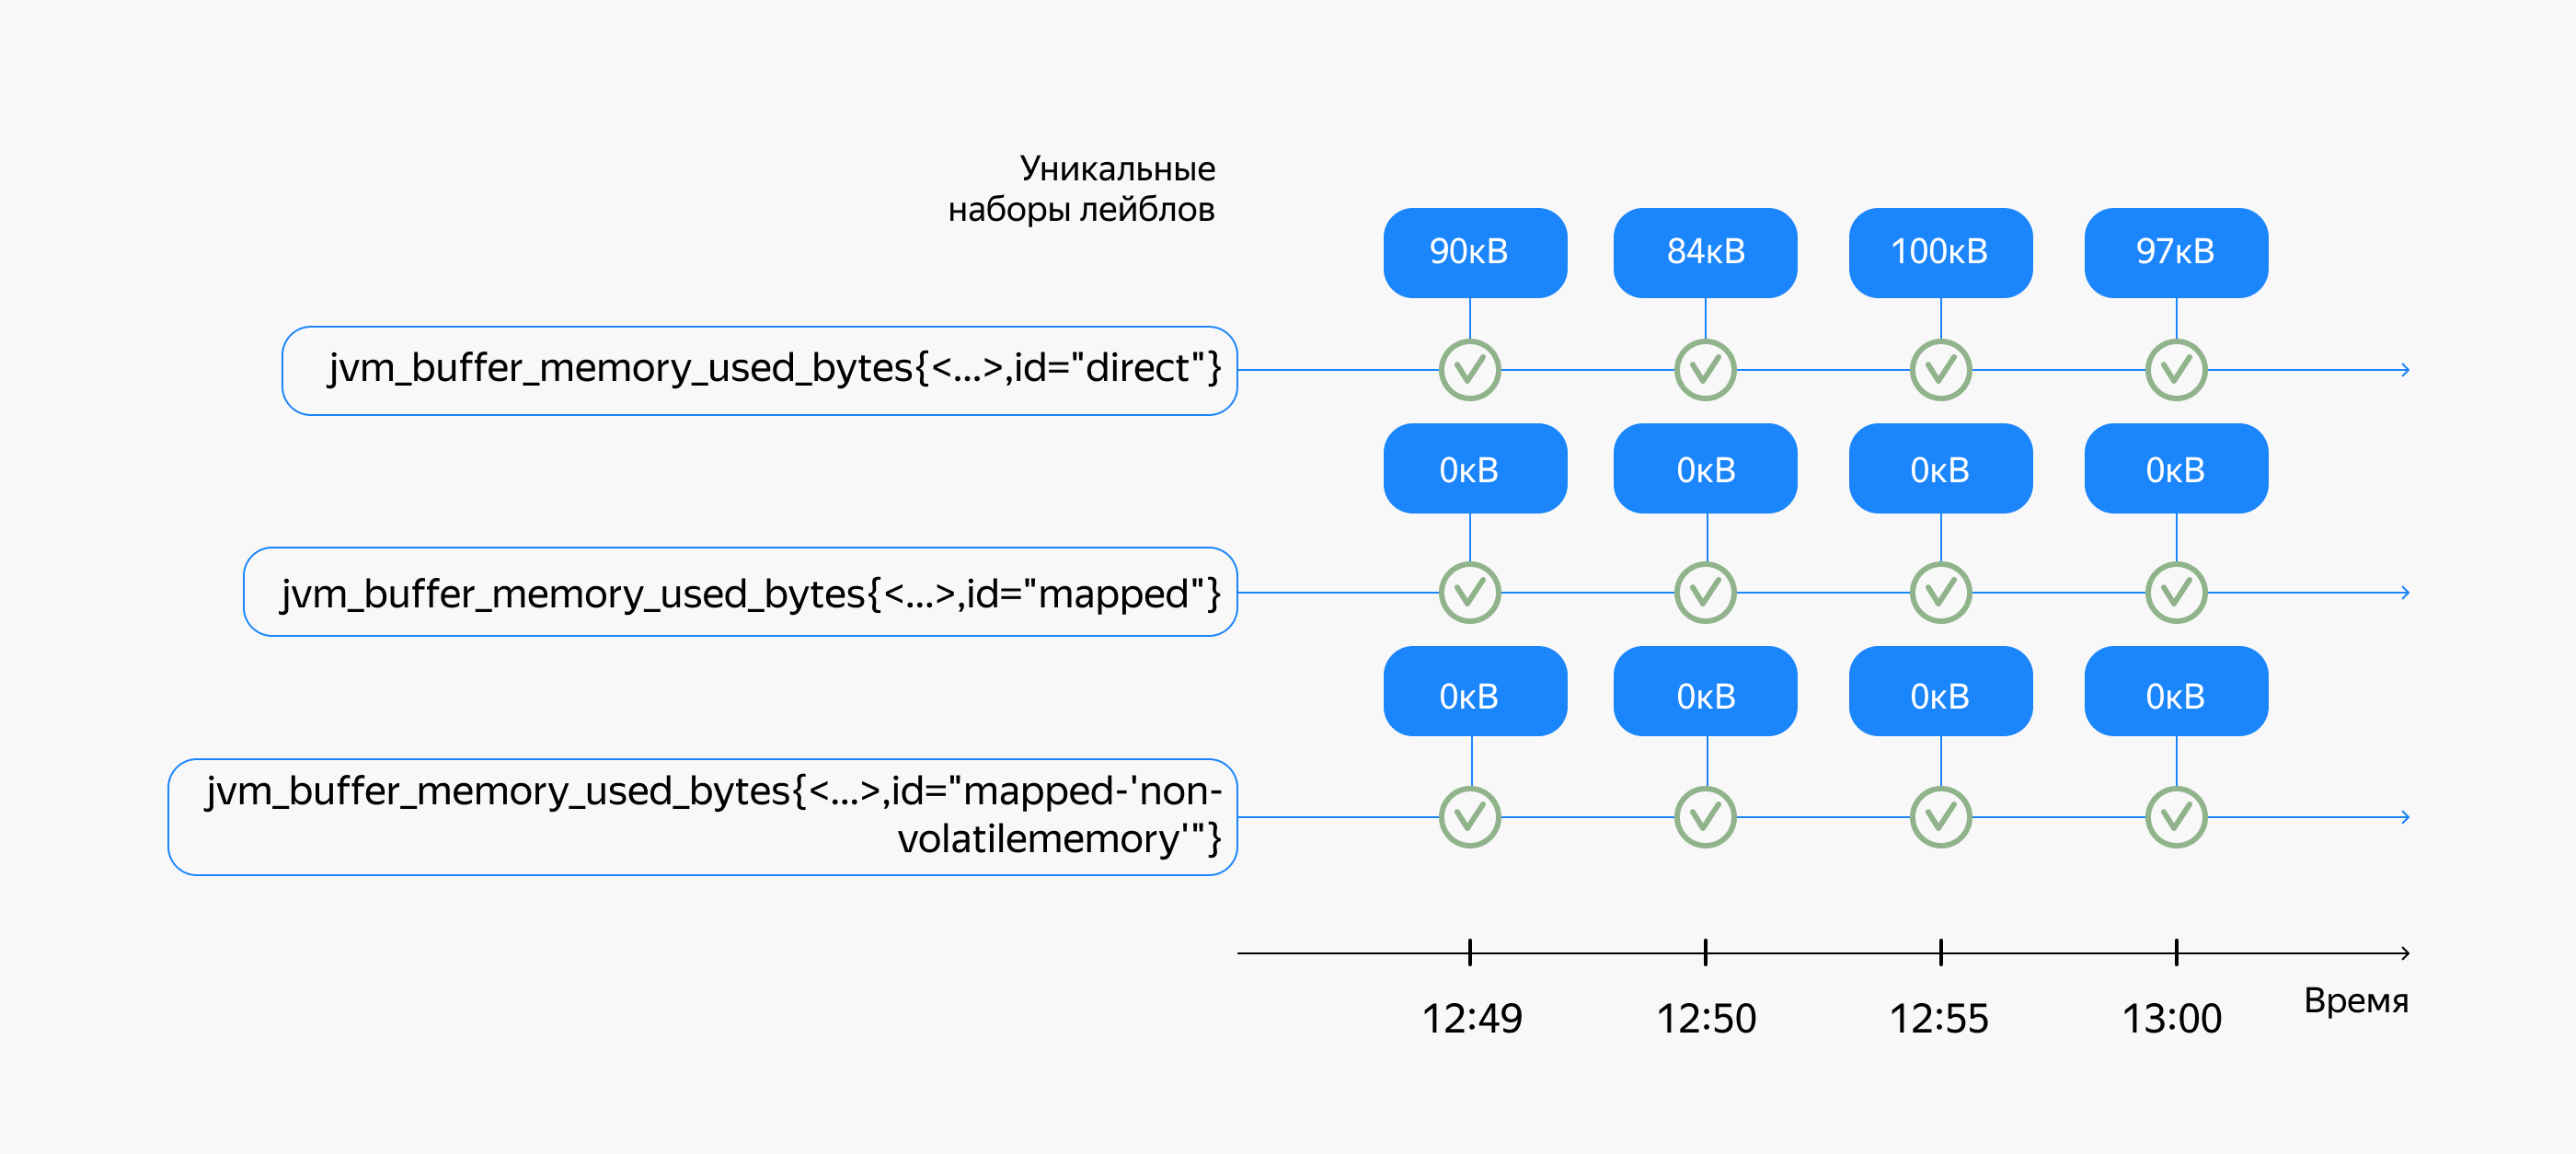 Уникальные
наборы лейблов
90кВ 84кВ 100кВ 97кВ
jvm_buffer_memory_used_bytes{<...>,id="direct"}
0кВ 0кВ 0кВ 0кВ
jvm_buffer_memory_used_bytes{<...>,id="mapped"}
0кВ 0кВ 0кВ 0кВ
jvm_buffer_memory_used_bytes{<...>,id="mapped-'non-
volatilememory'"}
12:49 12:50 12:55 13:00 Время